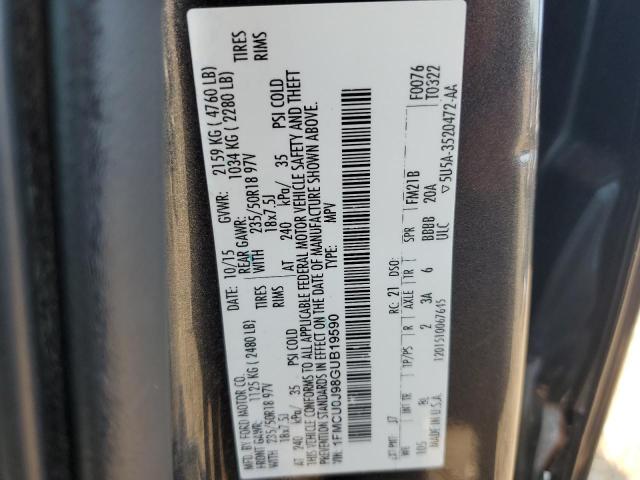 MFD. BY FORD MOTOR CO. DATE: 10/15 GVWR: 2159 KG ( 4760 LB)
FRONT GAWR: 1125 KG ( 2480 LB) REAR GAWR: 1034 KG ( 2280 LB)
WITH 235/50R18 97V TIRES WITH 235/50R18 97V TIRES
18x7.5J RIMS 18x7.5J RIMS
AT 240 kPa/ 35 PSI COLD AT 240 kPa/ 35 PSI COLD
THIS VEHICLE CONFORMS TO ALL APPLICABLE FEDERAL MOTOR VEHICLE SAFETY AND THEFT
PREVENTION STANDARDS IN EFFECT ON THE DATE OF MANUFACTURE SHOWN ABOVE.
VIN: 1FMCU0J98GUB19590 TYPE: MPV
F0076
T0322
EXT PNT: J7 RC: 21 DSO: FM21B
WB INT TR TP/PS R AXLE TR SPR
105 BL 2 3A 6 BBBB 20A
1201510067645 ULC
MADE IN U.S.A. ▽ 5U5A-3520472-AA